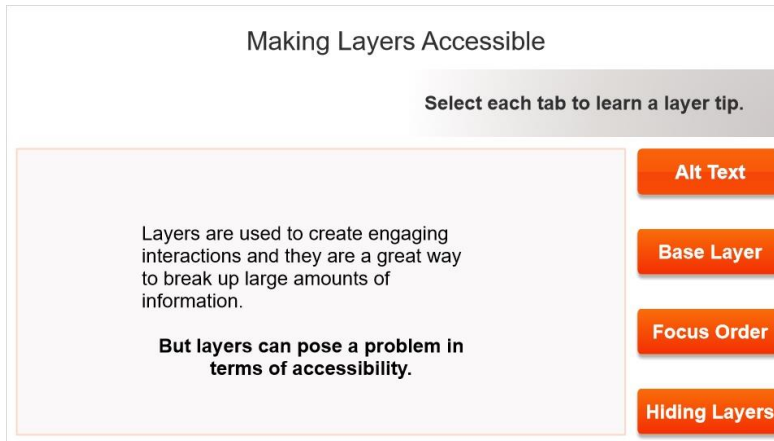 Making Layers Accessible
Select each tab to learn a layer tip.
Layers are used to create engaging
interactions and they are a great way
to break up large amounts of
information.
But layers can pose a problem in
terms of accessibility.
Alt Text
Base Layer
Focus Order
Hiding Layers